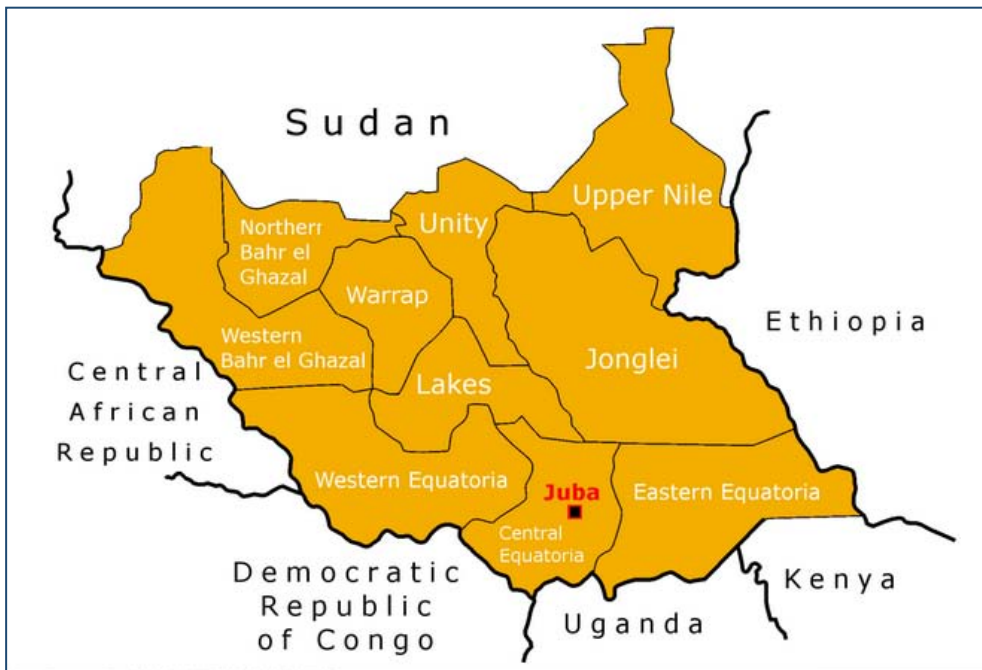 Sudan
Upper Nile
Unity
Northern
Bahr el
Ghazal
Warrap
Ethiopia
Western
Bahr el Ghazal
Jonglei
Central
African
Republic
Lakes
Western Equatoria
Juba
Eastern Equatoria
Central
Equatoria
Democratic
Republic
of Congo
Kenya
Uganda